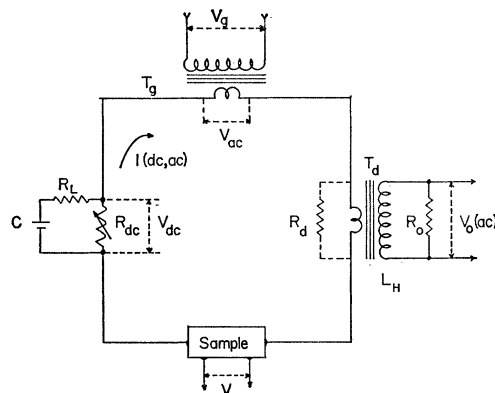 Vg
Tg
Vac
I(dc,ac)
RL
C
Rdc
Vdc
Td
Rd
Ro
Vo(ac)
LH
Sample
V